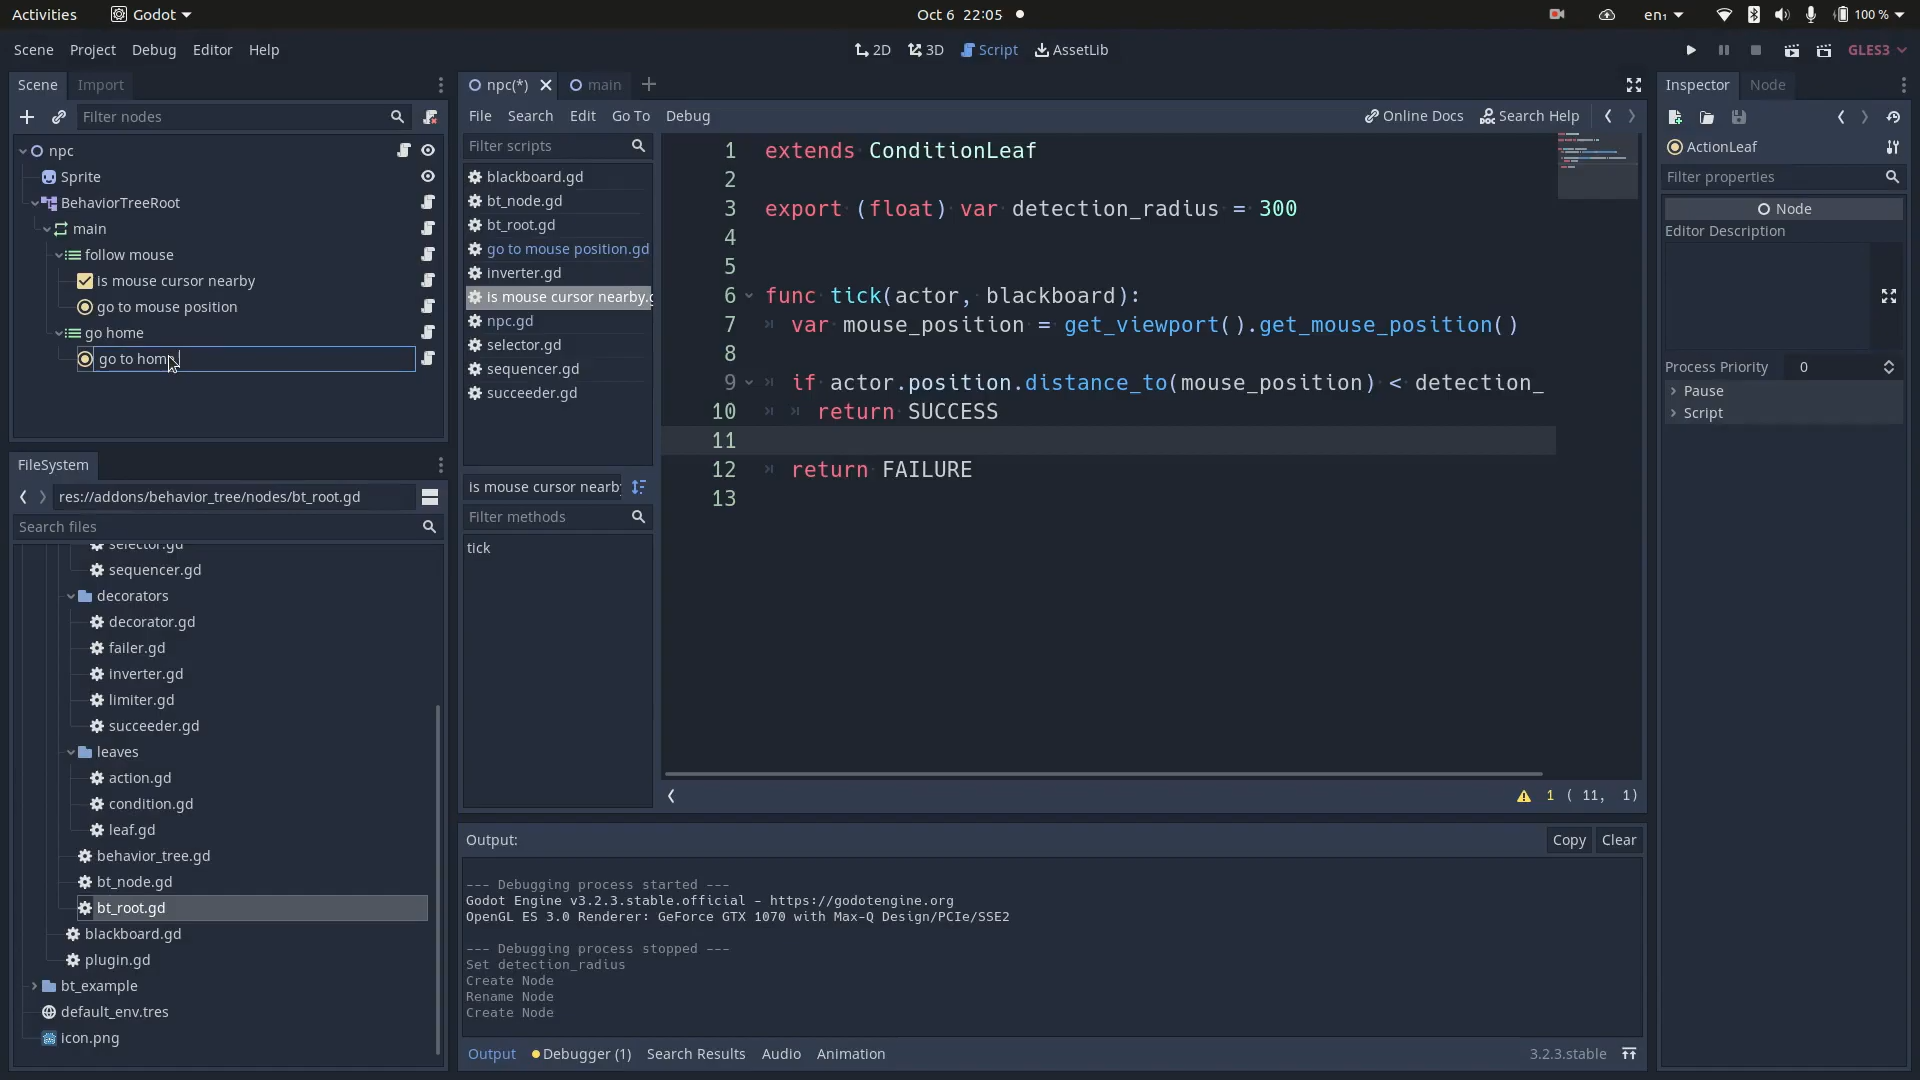 Activities
Godot
Oct 6 22:05
en₁
100 %
Scene Project Debug Editor Help
2D 3D Script AssetLib
GLES3
Scene Import
Filter nodes
npc
Sprite
BehaviorTreeRoot
main
follow mouse
is mouse cursor nearby
go to mouse position
go home
go to home
FileSystem
res://addons/behavior_tree/nodes/bt_root.gd
Search files
selector.gd
sequencer.gd
decorators
decorator.gd
failer.gd
inverter.gd
limiter.gd
succeeder.gd
leaves
action.gd
condition.gd
leaf.gd
behavior_tree.gd
bt_node.gd
bt_root.gd
blackboard.gd
plugin.gd
bt_example
default_env.tres
icon.png
npc(*) main
File Search Edit Go To Debug
Online Docs Search Help
Filter scripts
blackboard.gd
bt_node.gd
bt_root.gd
go to mouse position.gd
inverter.gd
is mouse cursor nearby.g
npc.gd
selector.gd
sequencer.gd
succeeder.gd
is mouse cursor nearby
Filter methods
tick
1 extends ConditionLeaf
2
3 export (float) var detection_radius = 300
4
5
6 func tick(actor, blackboard):
7 var mouse_position = get_viewport().get_mouse_position()
8
9 if actor.position.distance_to(mouse_position) < detection_
10 return SUCCESS
11
12 return FAILURE
13
1 ( 11, 1)
Output:
Copy Clear
--- Debugging process started ---
Godot Engine v3.2.3.stable.official - https://godotengine.org
OpenGL ES 3.0 Renderer: GeForce GTX 1070 with Max-Q Design/PCIe/SSE2
--- Debugging process stopped ---
Set detection_radius
Create Node
Rename Node
Create Node
Output Debugger (1) Search Results Audio Animation
3.2.3.stable
Inspector Node
ActionLeaf
Filter properties
Node
Editor Description
Process Priority 0
Pause
Script